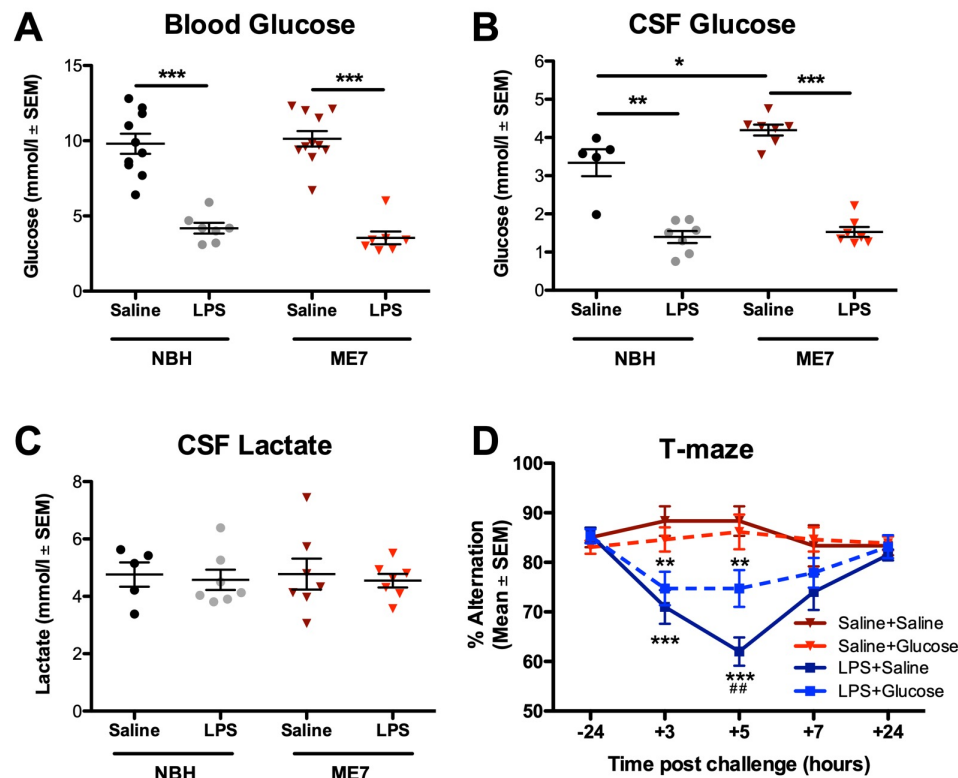 A
Blood Glucose
Glucose (mmol/l ± SEM)
15
10
5
0
***
***
Saline
LPS
Saline
LPS
NBH
ME7
B
CSF Glucose
Glucose (mmol/l ± SEM)
6
5
4
3
2
1
0
*
**
***
Saline
LPS
Saline
LPS
NBH
ME7
C
CSF Lactate
Lactate (mmol/l ± SEM)
8
6
4
2
0
Saline
LPS
Saline
LPS
NBH
ME7
D
T-maze
% Alternation
(Mean ± SEM)
100
90
80
70
60
50
**
**
***
***
##
Saline+Saline
Saline+Glucose
LPS+Saline
LPS+Glucose
-24
+3
+5
+7
+24
Time post challenge (hours)